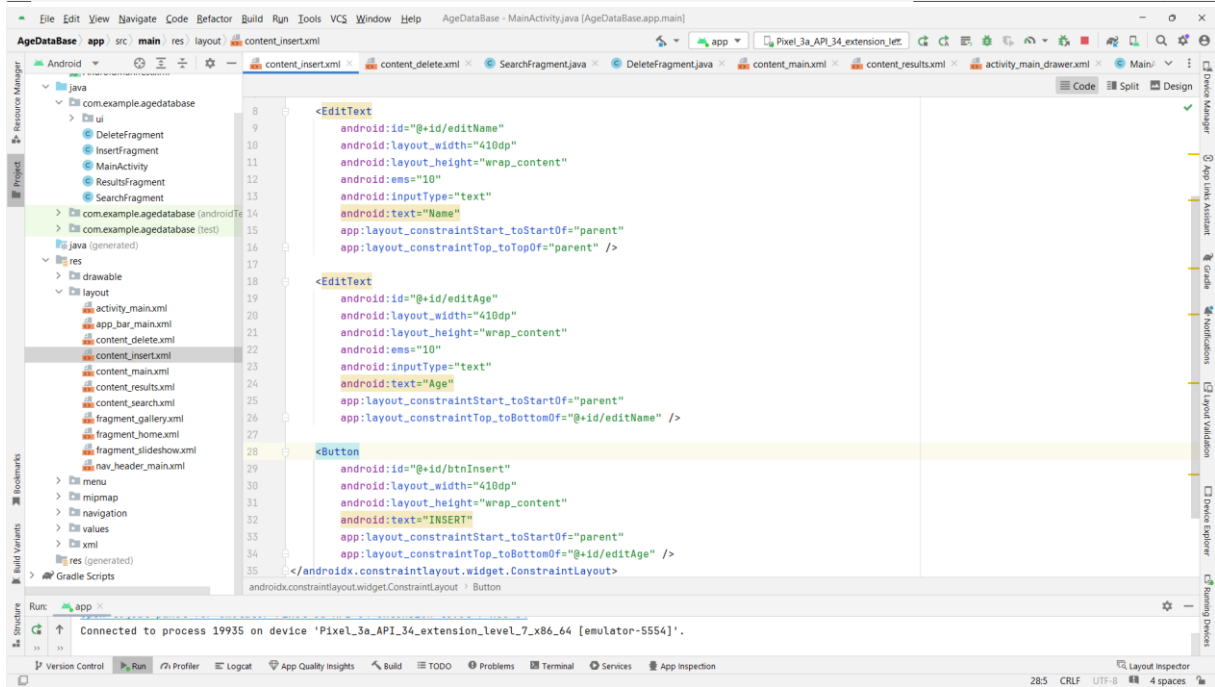 File Edit View Navigate Code Refactor Build Run Tools VCS Window Help AgeDataBase - MainActivity.java [AgeDataBase.app.main]
AgeDataBase app src main res layout content_insert.xml app Pixel_3a_API_34_extension_le
Android content_insert.xml content_delete.xml SearchFragment.java DeleteFragment.java content_main.xml content_results.xml activity_main_drawer.xml Main
Code Split Design
java
com.example.agedatabase
ui
DeleteFragment
InsertFragment
MainActivity
ResultsFragment
SearchFragment
com.example.agedatabase (androidTe
com.example.agedatabase (test)
java (generated)
res
drawable
layout
activity_main.xml
app_bar_main.xml
content_delete.xml
content_insert.xml
content_main.xml
content_results.xml
content_search.xml
fragment_gallery.xml
fragment_home.xml
fragment_slideshow.xml
nav_header_main.xml
menu
mipmap
navigation
values
xml
res (generated)
Gradle Scripts
8 <EditText
9 android:id="@+id/editName"
10 android:layout_width="410dp"
11 android:layout_height="wrap_content"
12 android:ems="10"
13 android:inputType="text"
14 android:text="Name"
15 app:layout_constraintStart_toStartOf="parent"
16 app:layout_constraintTop_toTopOf="parent" />
17
18 <EditText
19 android:id="@+id/editAge"
20 android:layout_width="410dp"
21 android:layout_height="wrap_content"
22 android:ems="10"
23 android:inputType="text"
24 android:text="Age"
25 app:layout_constraintStart_toStartOf="parent"
26 app:layout_constraintTop_toBottomOf="@+id/editName" />
27
28 <Button
29 android:id="@+id/btnInsert"
30 android:layout_width="410dp"
31 android:layout_height="wrap_content"
32 android:text="INSERT"
33 app:layout_constraintStart_toStartOf="parent"
34 app:layout_constraintTop_toBottomOf="@+id/editAge" />
35 </androidx.constraintlayout.widget.ConstraintLayout>
androidx.constraintlayout.widget.ConstraintLayout Button
Resource Manager
Project
Bookmarks
Build Variants
Structure
Device Manager
App Links Assistant
Gradle
Notifications
Layout Validation
Device Explorer
Running Devices
Run: app
Connected to process 19935 on device 'Pixel_3a_API_34_extension_level_7_x86_64 [emulator-5554]'.
Version Control Run Profiler Logcat App Quality Insights Build TODO Problems Terminal Services App Inspection Layout Inspector
28:5 CRLF UTF-8 4 spaces